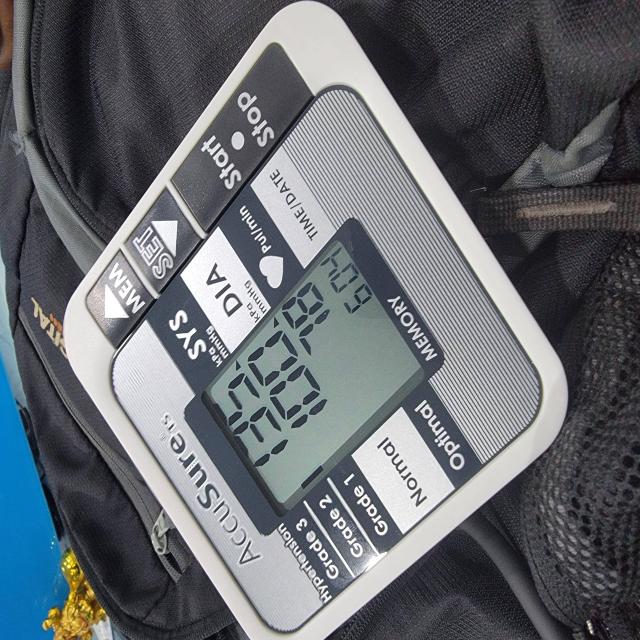 AccuSure TS
SYS
mmHg
kPa
DIA
mmHg
kPa
Pul/min
TIME/DATE
MEM
SET
Start
Stop
Hypertension
Grade 3
Grade 2
Grade 1
Normal
Optimal
MEMORY